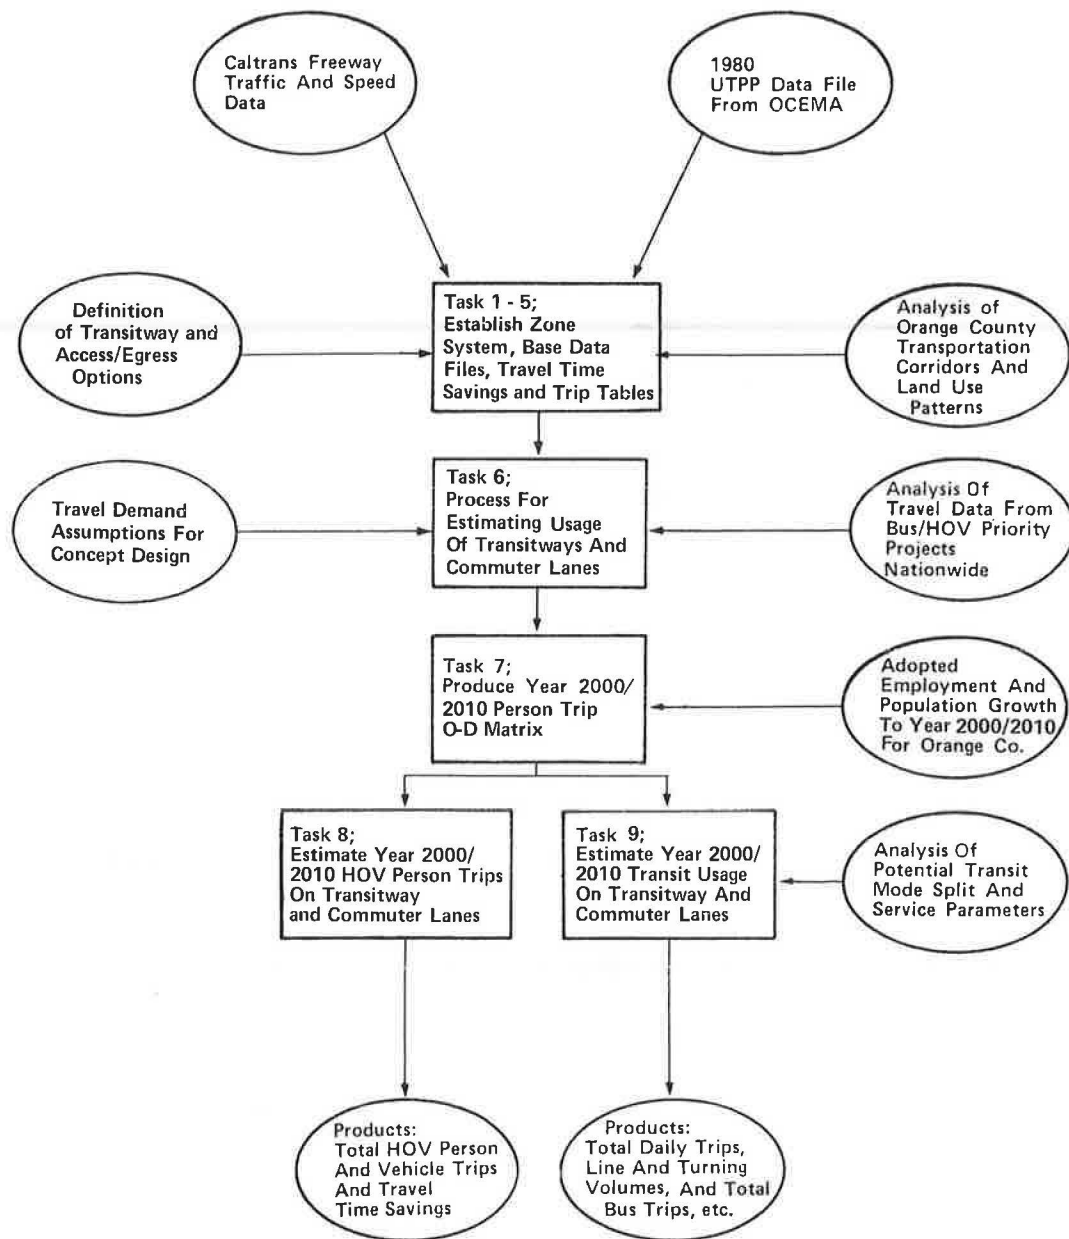 Caltrans Freeway
Traffic And Speed
Data
1980
UTPP Data File
From OCEMA
Definition
of Transitway and
Access/Egress
Options
Task 1 - 5;
Establish Zone
System, Base Data
Files, Travel Time
Savings and Trip Tables
Analysis of
Orange County
Transportation
Corridors And
Land Use
Patterns
Travel Demand
Assumptions For
Concept Design
Task 6;
Process For
Estimating Usage
Of Transitways And
Commuter Lanes
Analysis Of
Travel Data From
Bus/HOV Priority
Projects
Nationwide
Task 7;
Produce Year 2000/
2010 Person Trip
O-D Matrix
Adopted
Employment And
Population Growth
To Year 2000/2010
For Orange Co.
Task 8;
Estimate Year 2000/
2010 HOV Person Trips
On Transitway
and Commuter Lanes
Task 9;
Estimate Year 2000/
2010 Transit Usage
On Transitway And
Commuter Lanes
Analysis Of
Potential Transit
Mode Split And
Service Parameters
Products:
Total HOV Person
And Vehicle Trips
And Travel
Time Savings
Products:
Total Daily Trips,
Line And Turning
Volumes, And Total
Bus Trips, etc.